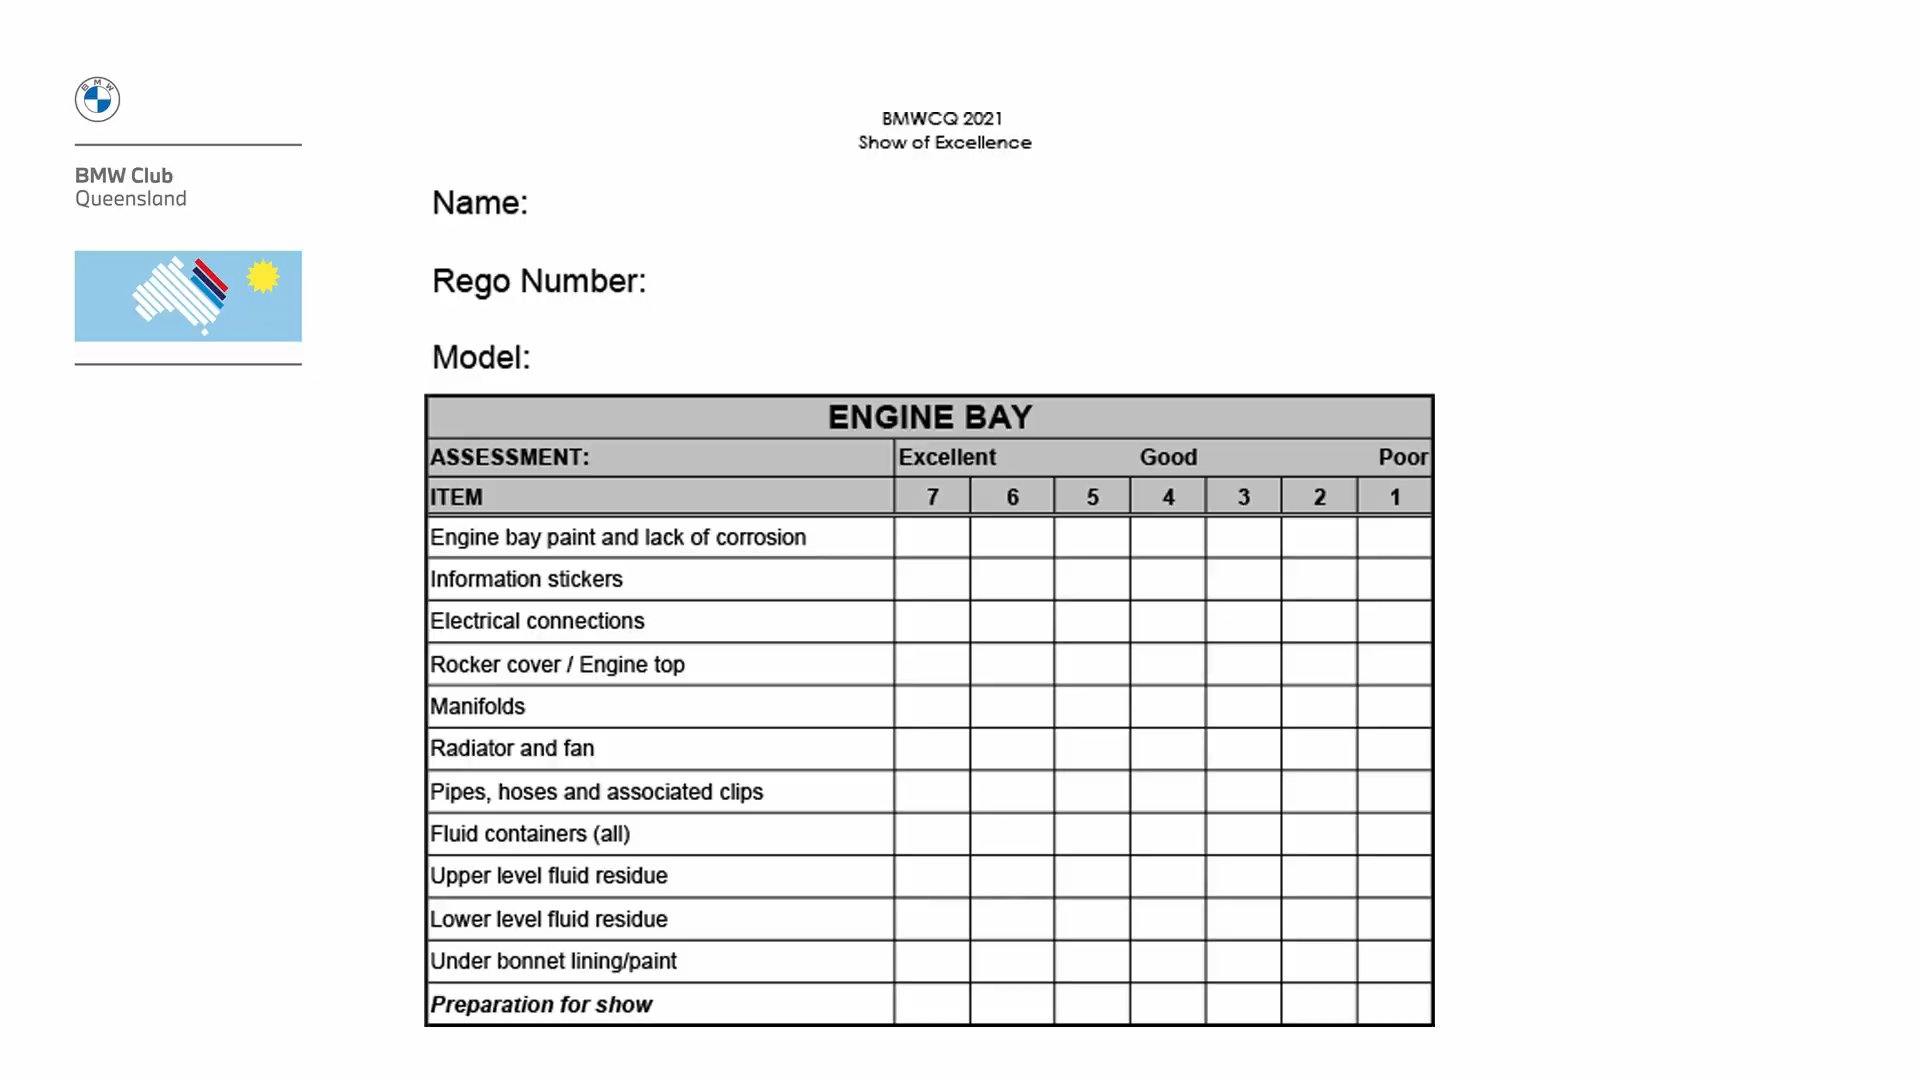 BMW
BMW Club
Queensland
BMWCQ 2021
Show of Excellence
Name:
Rego Number:
Model:
ENGINE BAY
ASSESSMENT: Excellent Good Poor
ITEM 7 6 5 4 3 2 1
Engine bay paint and lack of corrosion
Information stickers
Electrical connections
Rocker cover / Engine top
Manifolds
Radiator and fan
Pipes, hoses and associated clips
Fluid containers (all)
Upper level fluid residue
Lower level fluid residue
Under bonnet lining/paint
Preparation for show